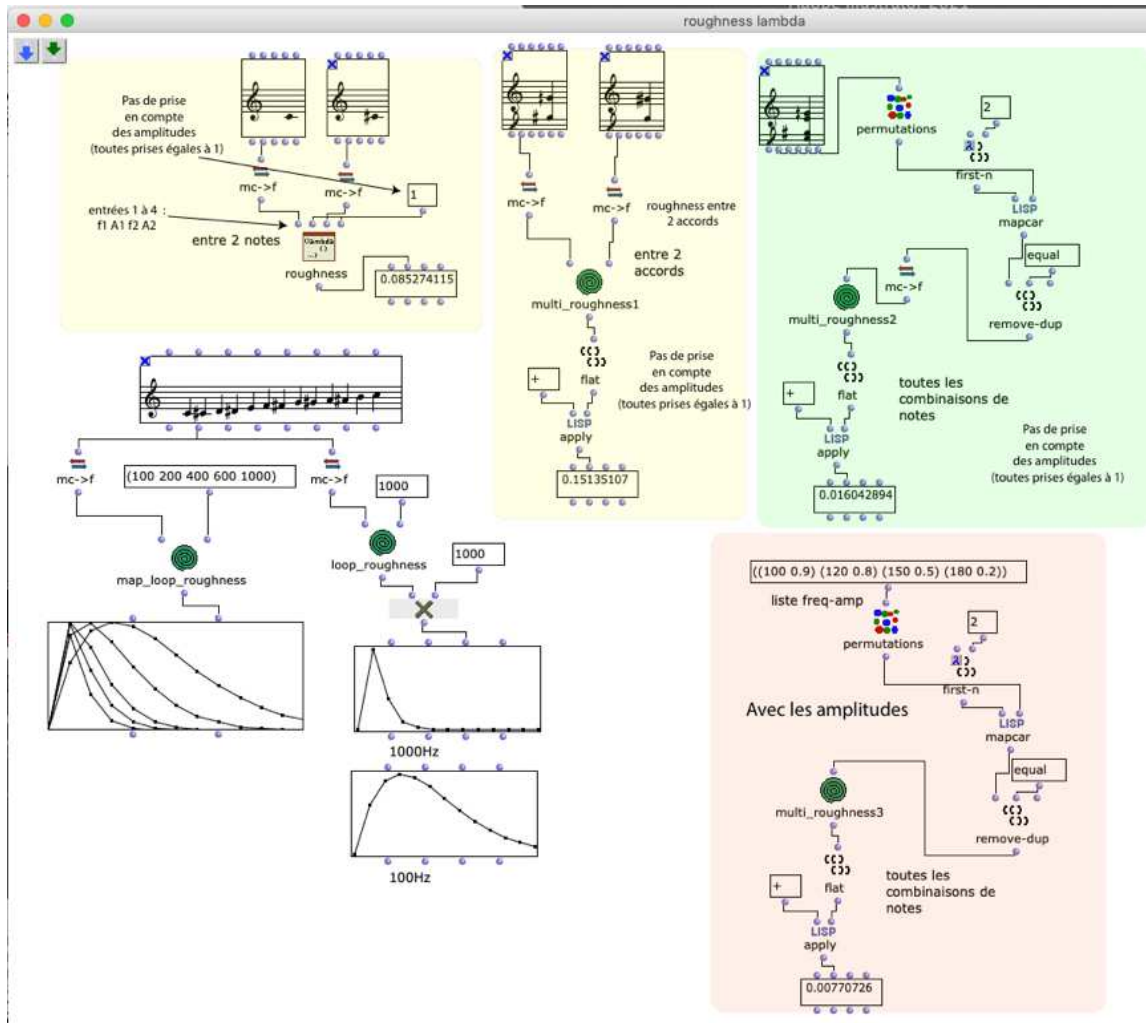 roughness lambda
Pas de prise
en compte
des amplitudes
(toutes prises égales à 1)
mc->f
mc->f
1
entrées 1 à 4 :
f1 A1 f2 A2
entre 2 notes
roughness
0.085274115
mc->f
mc->f
roughness entre
2 accords
entre 2
accords
multi_roughness1
flat
+
LISP
apply
0.15135107
Pas de prise
en compte
des amplitudes
(toutes prises égales à 1)
permutations
2
first-n
LISP
mapcar
equal
remove-dup
mc->f
multi_roughness2
flat
+
LISP
apply
0.016042894
toutes les
combinaisons de
notes
Pas de prise
en compte
des amplitudes
(toutes prises égales à 1)
mc->f
(100 200 400 600 1000)
mc->f
1000
map_loop_roughness
loop_roughness
1000
1000Hz
100Hz
((100 0.9) (120 0.8) (150 0.5) (180 0.2))
liste freq-amp
permutations
2
first-n
Avec les amplitudes
LISP
mapcar
equal
remove-dup
multi_roughness3
flat
+
LISP
apply
0.00770726
toutes les
combinaisons de
notes